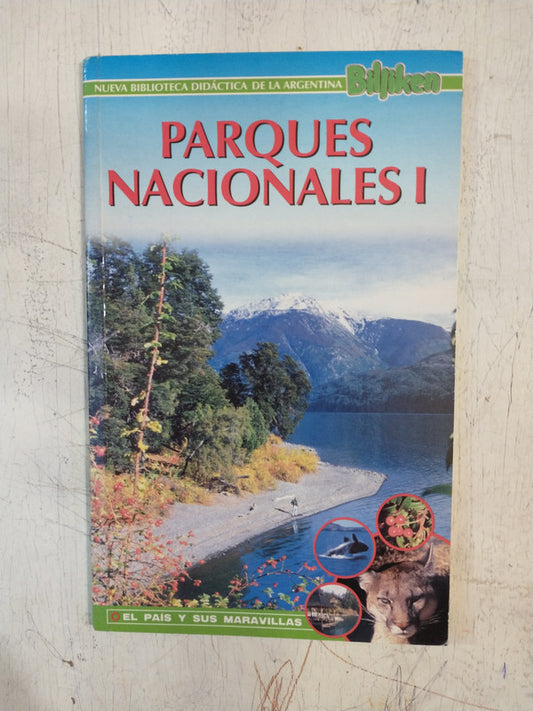 NUEVA BIBLIOTECA DIDÁCTICA DE LA ARGENTINA Billiken
PARQUES
NACIONALES I
EL PAÍS Y SUS MARAVILLAS